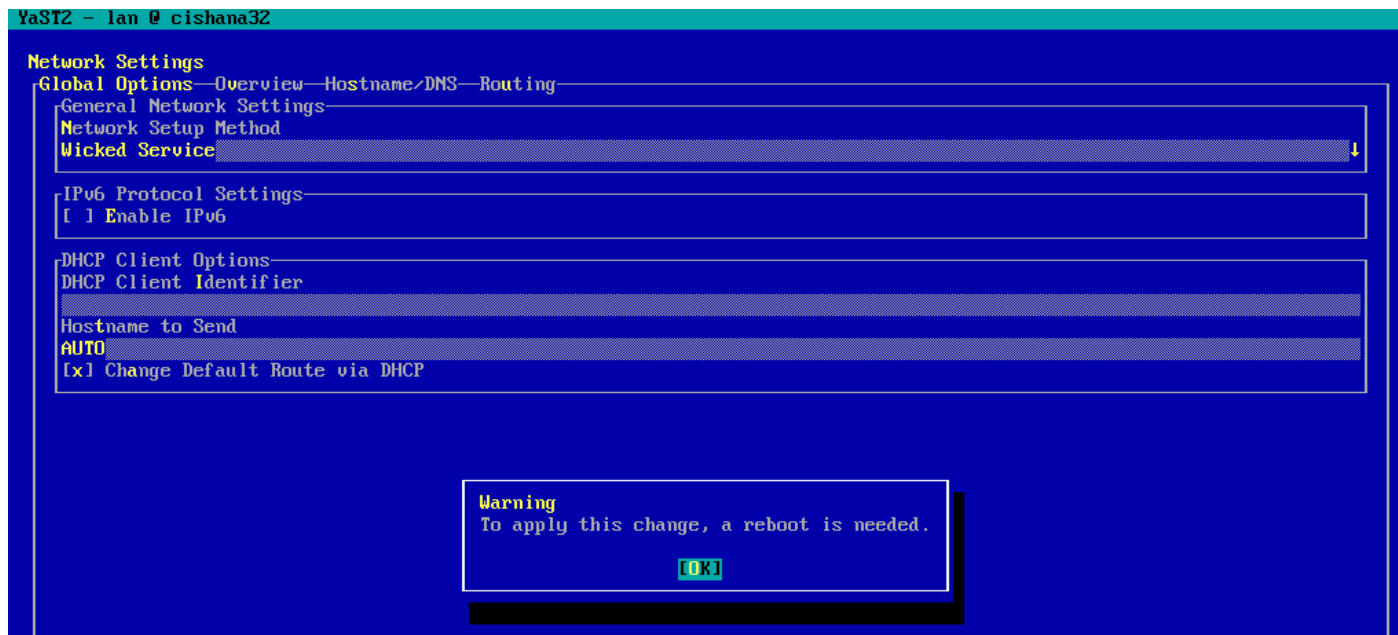 YaST2 - lan @ cishana32
Network Settings
Global Options—Overview—Hostname/DNS—Routing
General Network Settings
Network Setup Method
Wicked Service ↓
IPv6 Protocol Settings
[ ] Enable IPv6
DHCP Client Options
DHCP Client Identifier
Hostname to Send
AUTO
[x] Change Default Route via DHCP
Warning
To apply this change, a reboot is needed.
[OK]